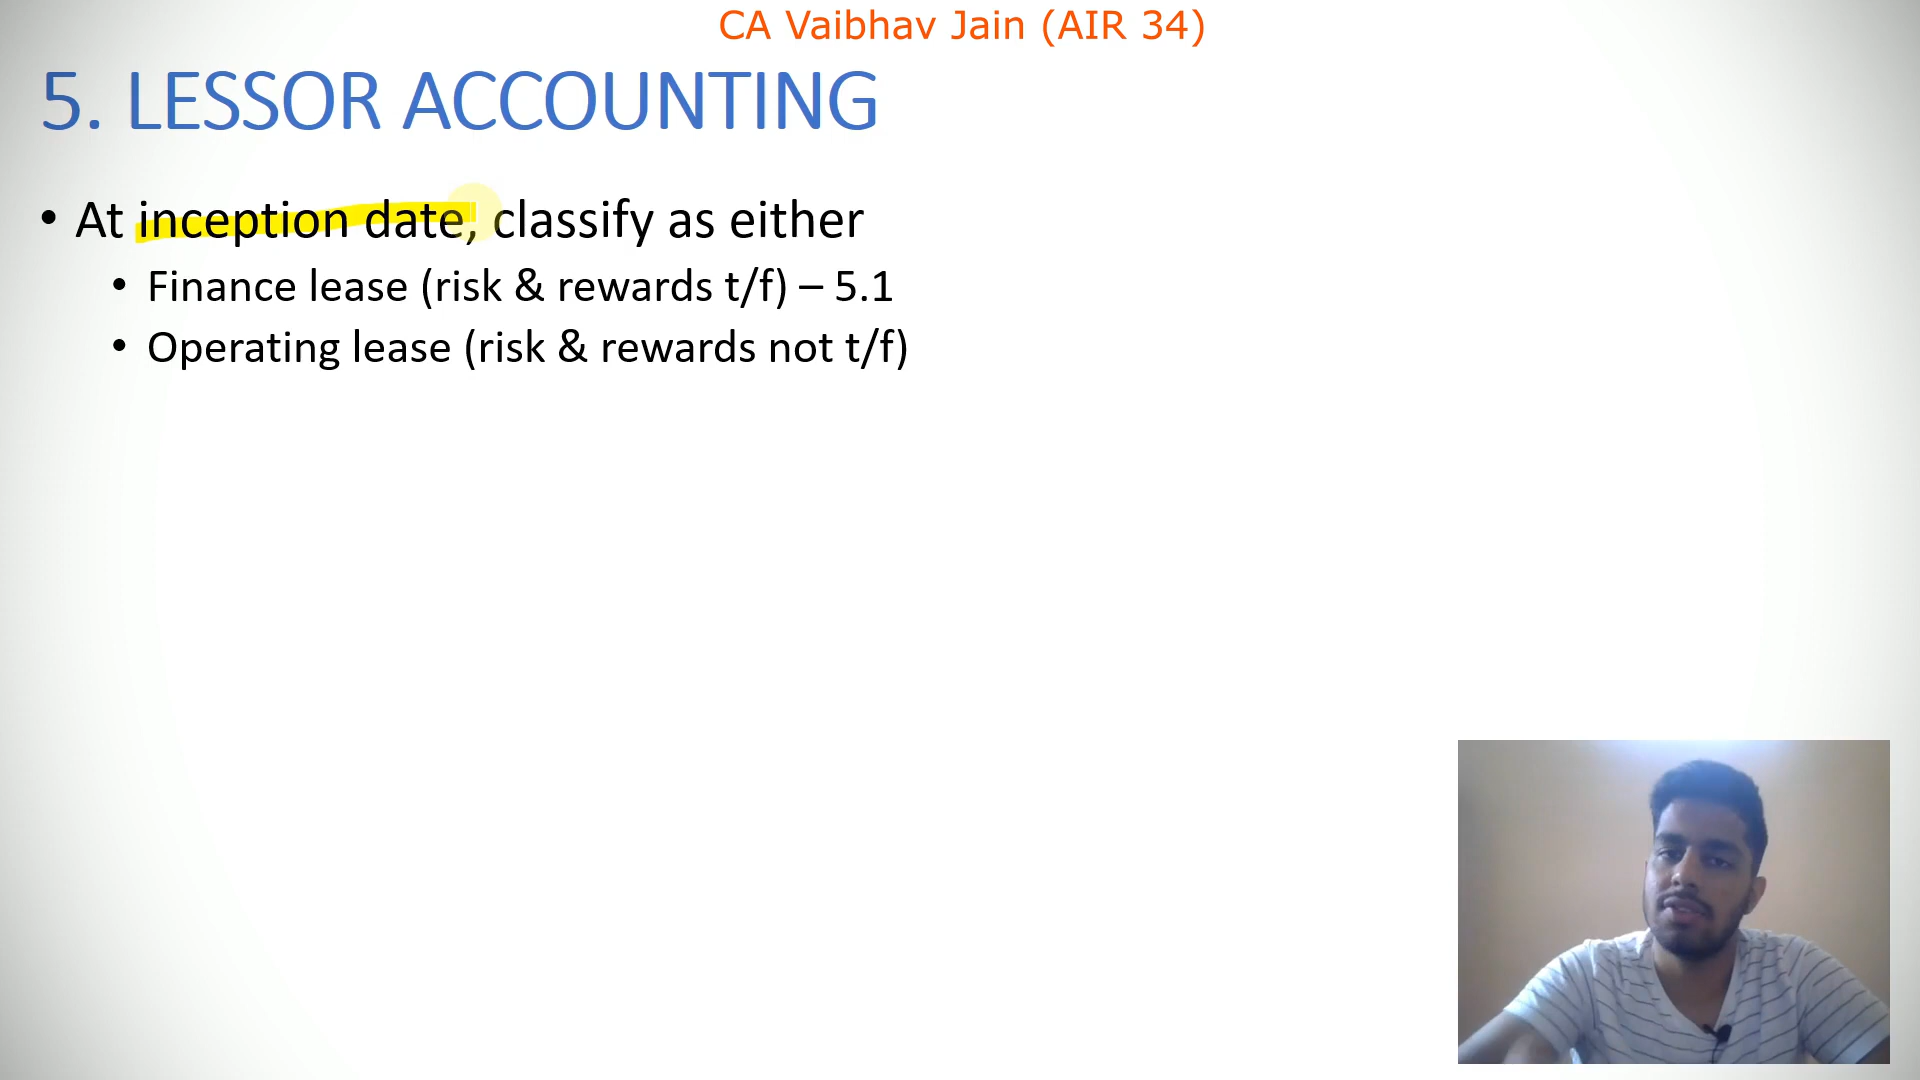 CA Vaibhav Jain (AIR 34)
5. LESSOR ACCOUNTING
• At inception date, classify as either
• Finance lease (risk & rewards t/f) – 5.1
• Operating lease (risk & rewards not t/f)